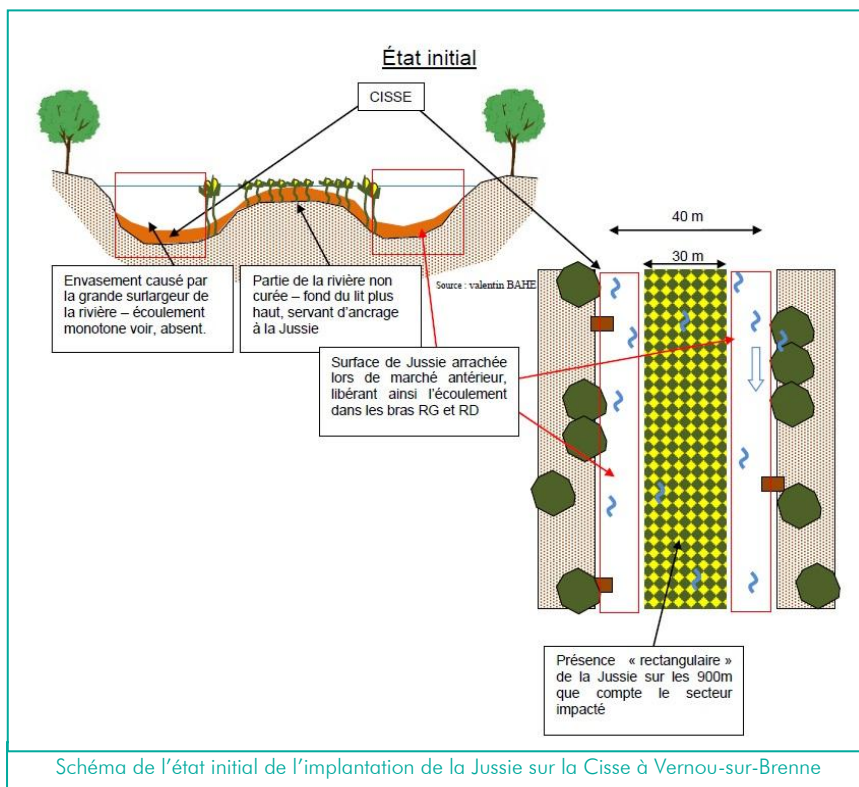 État initial
CISSE
40 m
30 m
Envasement causé par
la grande surlargeur de
la rivière – écoulement
monotone voir, absent.
Partie de la rivière non
curée – fond du lit plus
haut, servant d'ancrage
à la Jussie
Source : valentin BAHE
Surface de Jussie arrachée
lors de marché antérieur,
libérant ainsi l'écoulement
dans les bras RG et RD
Présence « rectangulaire »
de la Jussie sur les 900m
que compte le secteur
impacté
Schéma de l'état initial de l'implantation de la Jussie sur la Cisse à Vernou-sur-Brenne